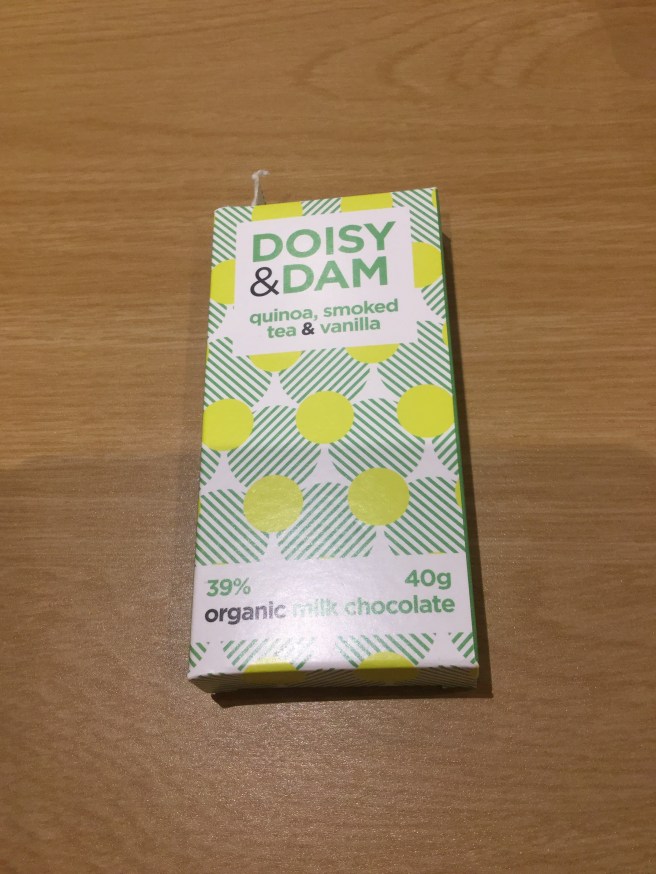 DOISY
&DAM
quinoa, smoked
tea & vanilla
39% 40g
organic milk chocolate